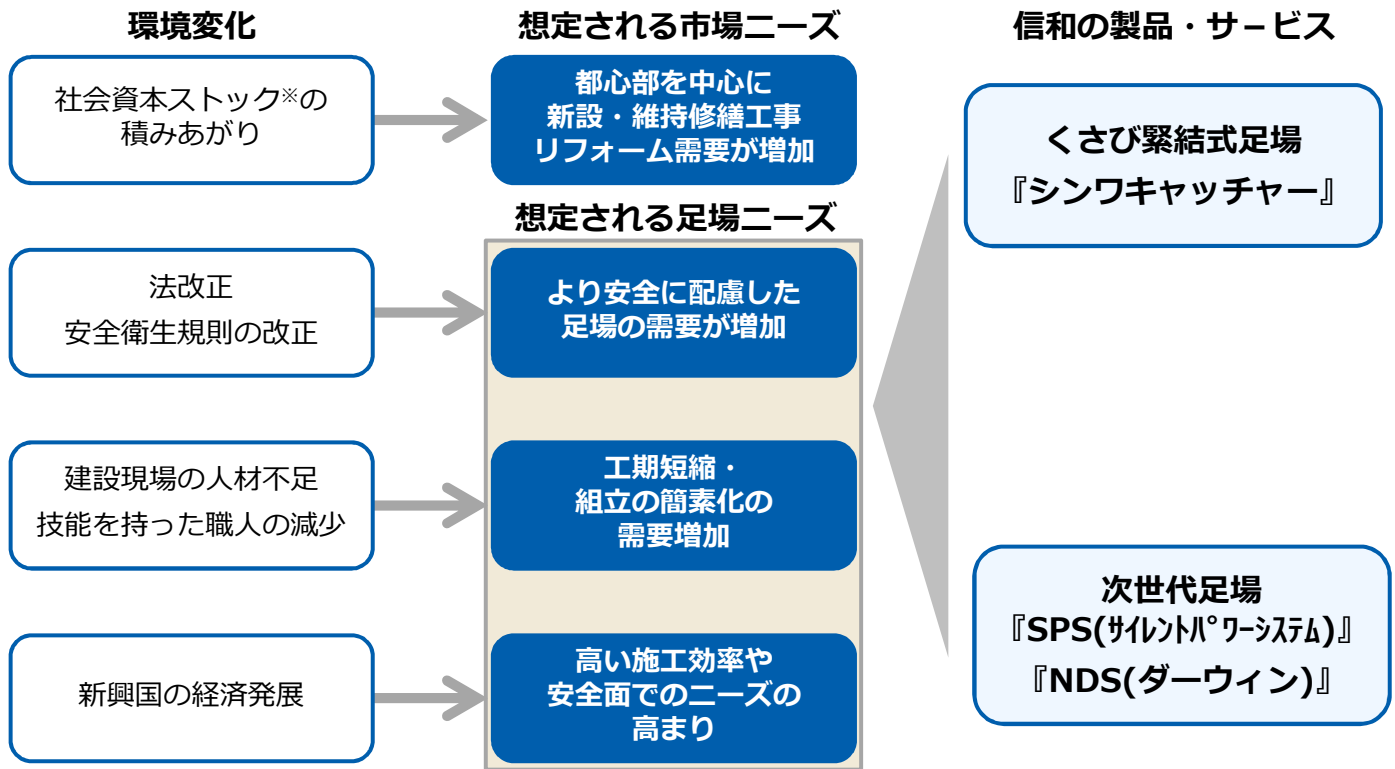 環境変化
想定される市場ニーズ
信和の製品・サービス
社会資本ストック※の
積みあがり
都心部を中心に
新設・維持修繕工事
リフォーム需要が増加
くさび緊結式足場
『シンワキャッチャー』
想定される足場ニーズ
法改正
安全衛生規則の改正
より安全に配慮した
足場の需要が増加
建設現場の人材不足
技能を持った職人の減少
工期短縮・
組立の簡素化の
需要増加
次世代足場
『SPS(ｻｲﾚﾝﾄﾊﾟﾜｰｼｽﾃﾑ)』
『NDS(ダーウィン)』
新興国の経済発展
高い施工効率や
安全面でのニーズの
高まり